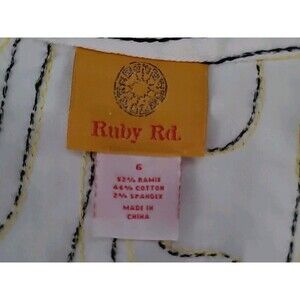 Ruby Rd.
6
52% RAMIE
46% COTTON
2% SPANDEX
MADE IN
CHINA